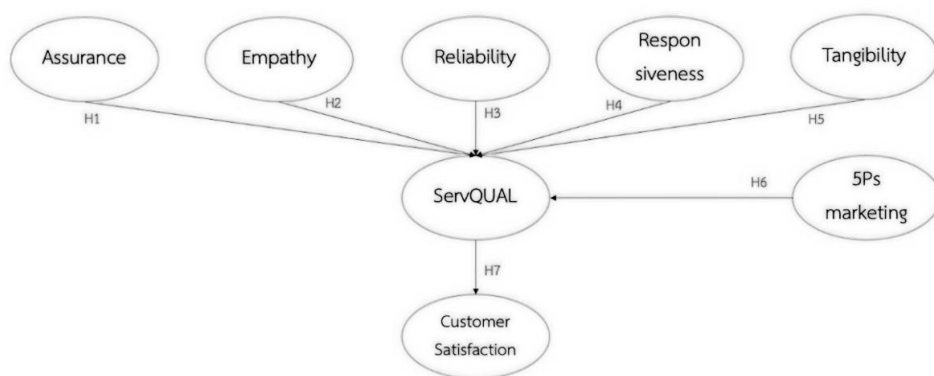 Assurance
Empathy
Reliability
Respon
siveness
Tangibility
H1
H2
H3
H4
H5
ServQUAL
H6
5Ps
marketing
H7
Customer
Satisfaction